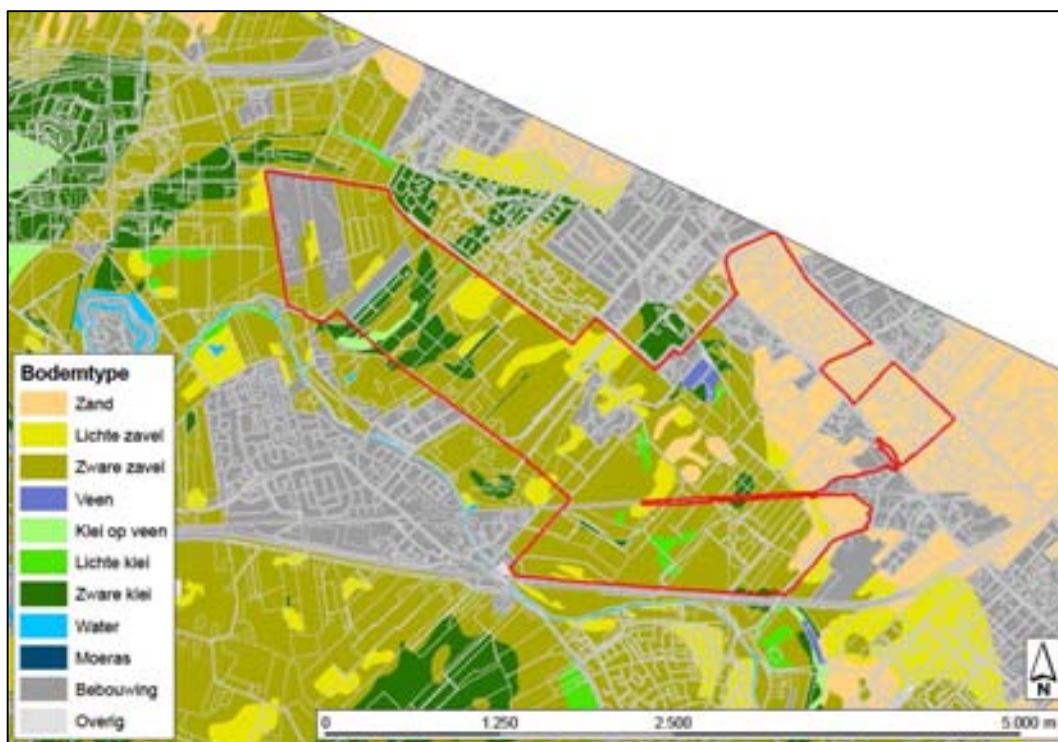 Bodemtype
Zand
Lichte zavel
Zware zavel
Veen
Klei op veen
Lichte klei
Zware klei
Water
Moeras
Bebouwing
Overig
N
0 1.250 2.500 5.000 m